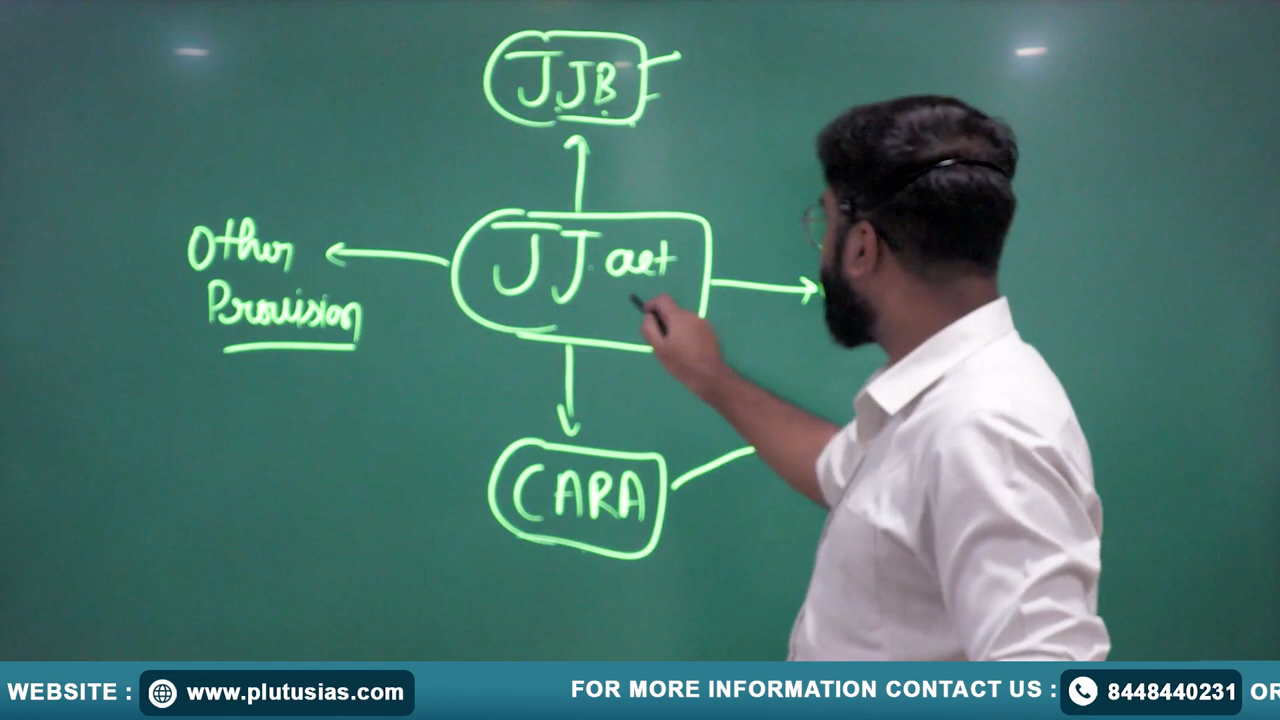 JJB
Other
Provision
JJ act
CARA
WEBSITE : www.plutusias.com
FOR MORE INFORMATION CONTACT US : 8448440231 OR